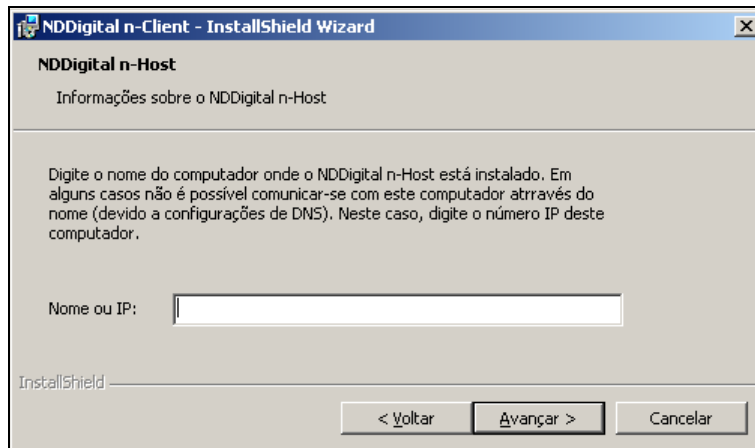 NDDigital n-Client - InstallShield Wizard
NDDigital n-Host
Informações sobre o NDDigital n-Host
Digite o nome do computador onde o NDDigital n-Host está instalado. Em
alguns casos não é possível comunicar-se com este computador atrravés do
nome (devido a configurações de DNS). Neste caso, digite o número IP deste
computador.
Nome ou IP:
InstallShield
< Voltar
Avançar >
Cancelar